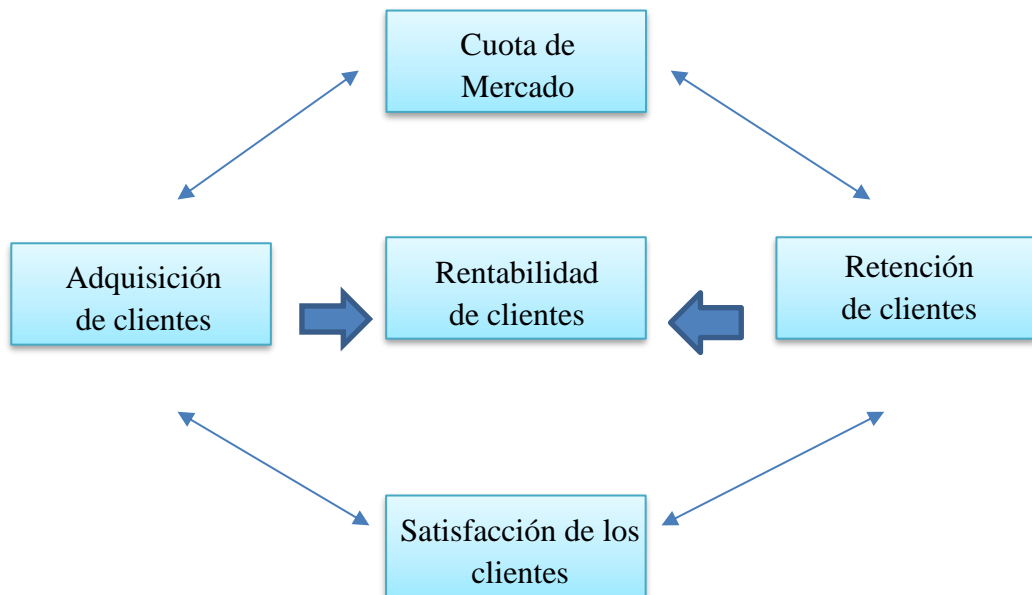 Cuota de
Mercado
Adquisición
de clientes
Rentabilidad
de clientes
Retención
de clientes
Satisfacción de los
clientes